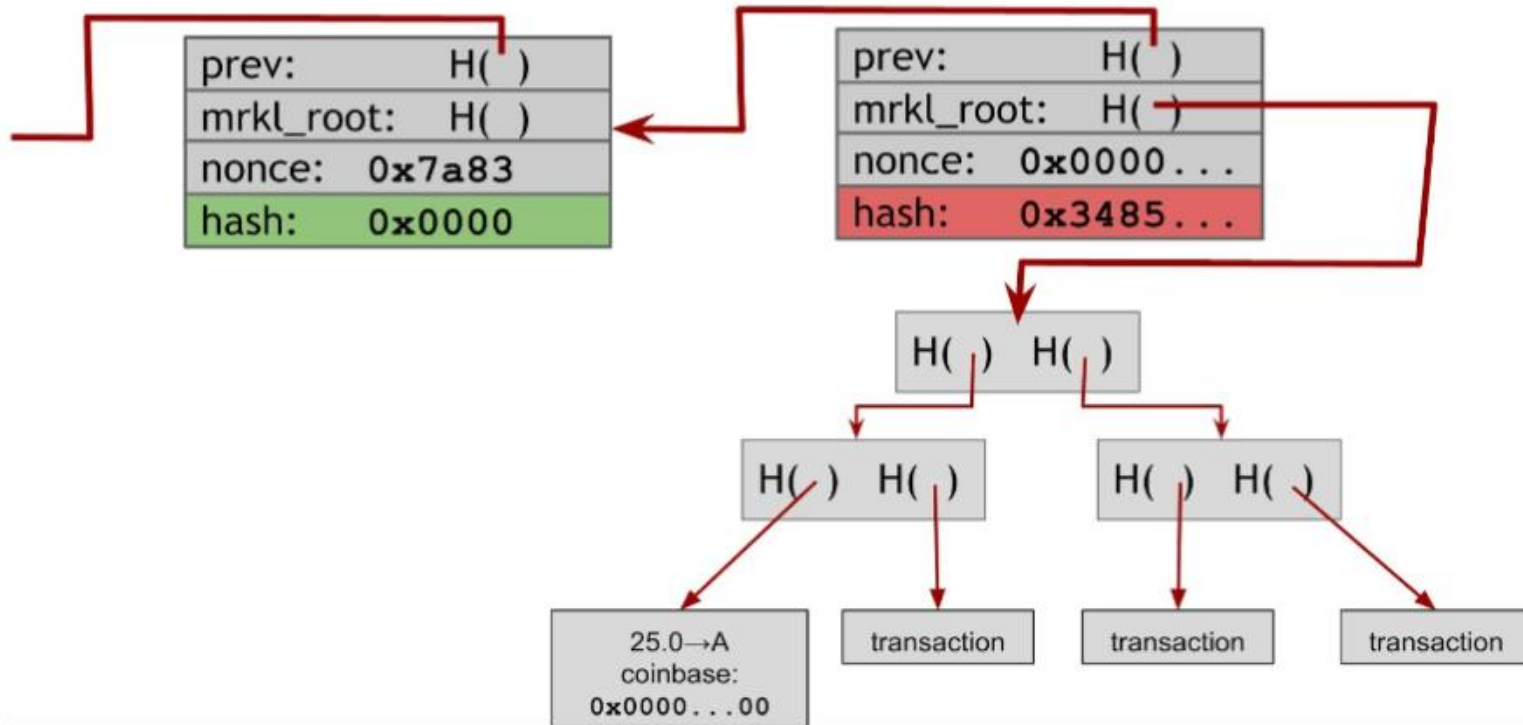 prev: H( )
mrkl_root: H( )
nonce: 0x7a83
hash: 0x0000
prev: H( )
mrkl_root: H( )
nonce: 0x0000...
hash: 0x3485...
H( ) H( )
H( ) H( )
H( ) H( )
25.0→A
coinbase:
0x0000...00
transaction
transaction
transaction